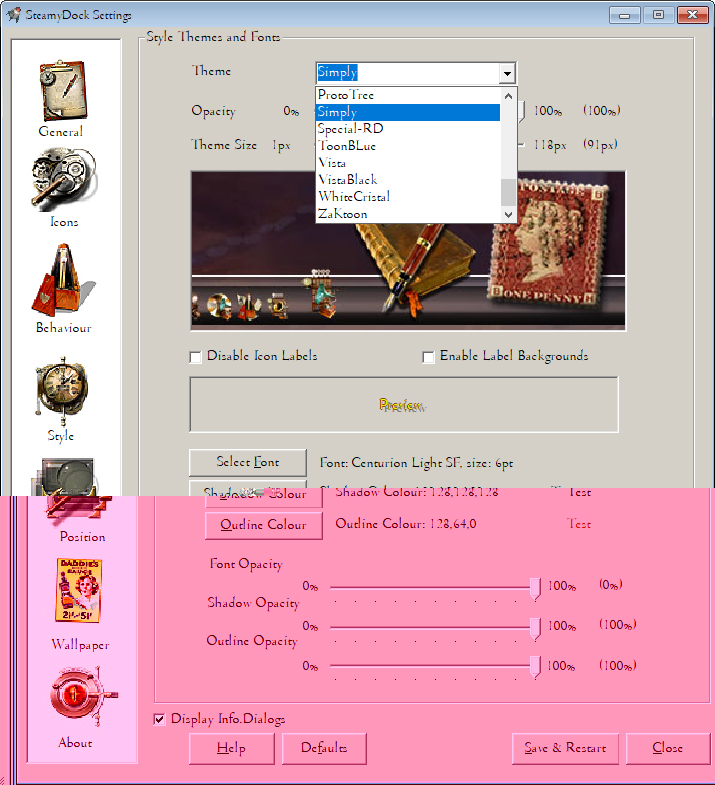 SteamyDock Settings
Style Themes and Fonts
Theme
Simply
ProtoTree
Simply
Special-RD
ToonBLue
Vista
VistaBlack
WhiteCristal
ZaKtoon
Opacity 0% 100% (100%)
Theme Size 1px 118px (91px)
POSTAGE
ONE PENNY
Disable Icon Labels
Enable Label Backgrounds
Preview
Select Font
Font: Centurion Light SF, size: 6pt
Shadow Colour
Shadow Colour: 128,128,128
Test
Outline Colour
Outline Colour: 128,64,0
Test
Font Opacity
0% 100% (0%)
Shadow Opacity
0% 100% (100%)
Outline Opacity
0% 100% (100%)
Display Info.Dialogs
Help
Defaults
Save & Restart
Close
General
Icons
Behaviour
Style
Position
DADDIE'S
SAUCE
Wallpaper
About